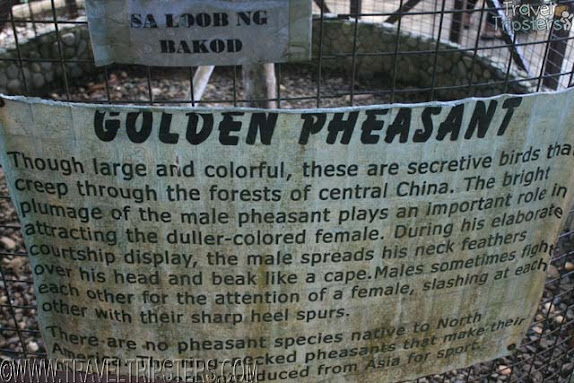 SA LOOB NG
BAKOD
Travel
Tripsters
GOLDEN PHEASANT
Though large and colorful, these are secretive birds tha
creep through the forests of central China. The bright
plumage of the male pheasant plays an important role in
attracting the duller-colored female. During his elaborate
courtship display, the male spreads his neck feathers
over his head and beak like a cape.Males sometimes fight
each other for the attention of a female, slashing at each
other with their sharp heel spurs.
There are no pheasant species native to North
necked pheasants that make their
from Asia for sport.
©WWW.TRAVELTRIPSTERS.COM